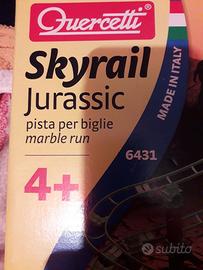 Quercetti
Skyrail
Jurassic
pista per biglie
marble run
6431
4+
MADE IN ITALY
subito